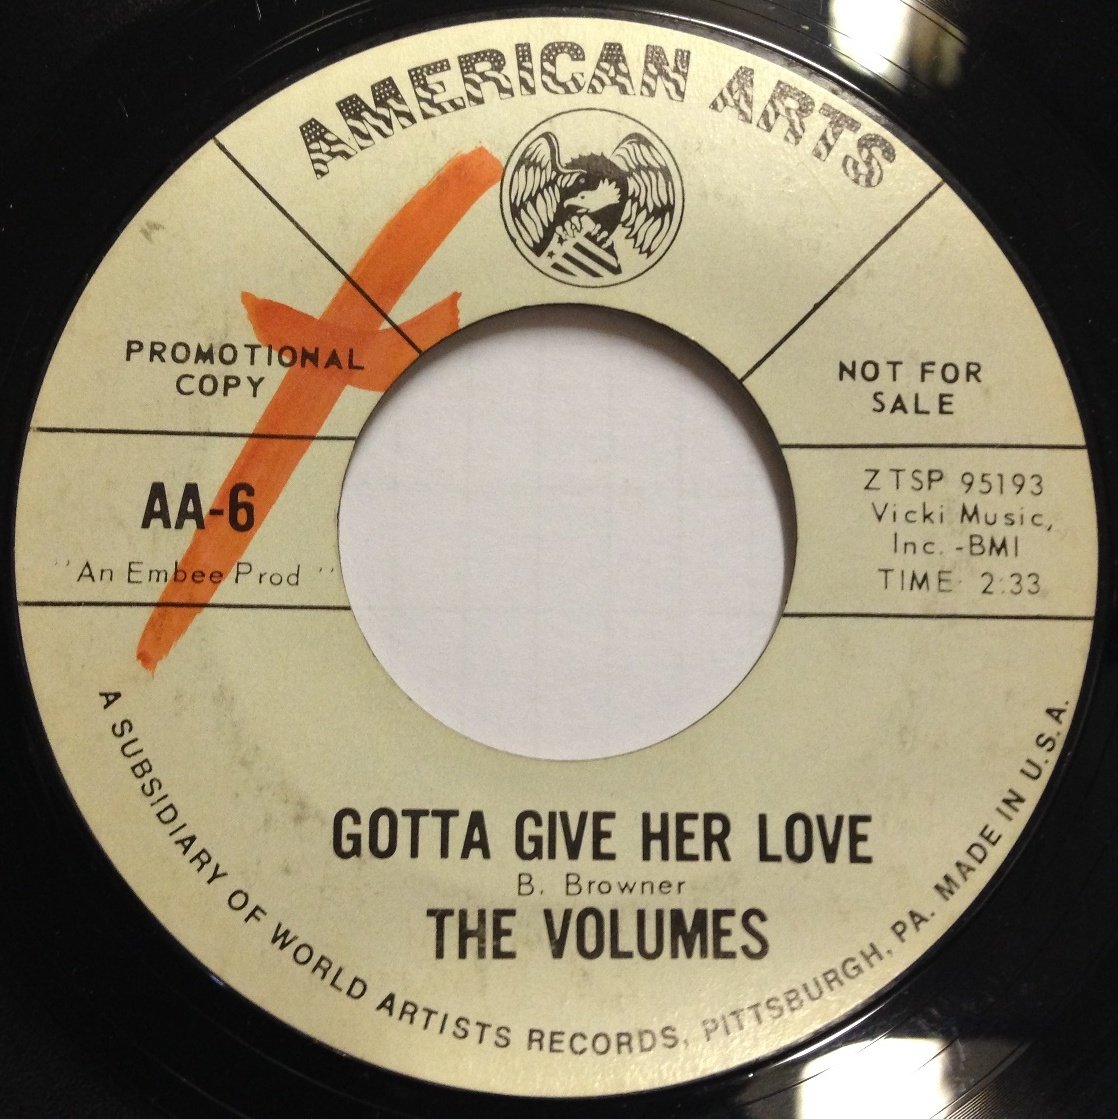 AMERICAN ARTS
PROMOTIONAL
COPY
NOT FOR
SALE
AA-6
"An Embee Prod "
ZTSP 95193
Vicki Music,
Inc. -BMI
TIME: 2:33
GOTTA GIVE HER LOVE
B. Browner
THE VOLUMES
A SUBSIDIARY OF WORLD ARTISTS RECORDS, PITTSBURGH, PA. MADE IN U.S.A.